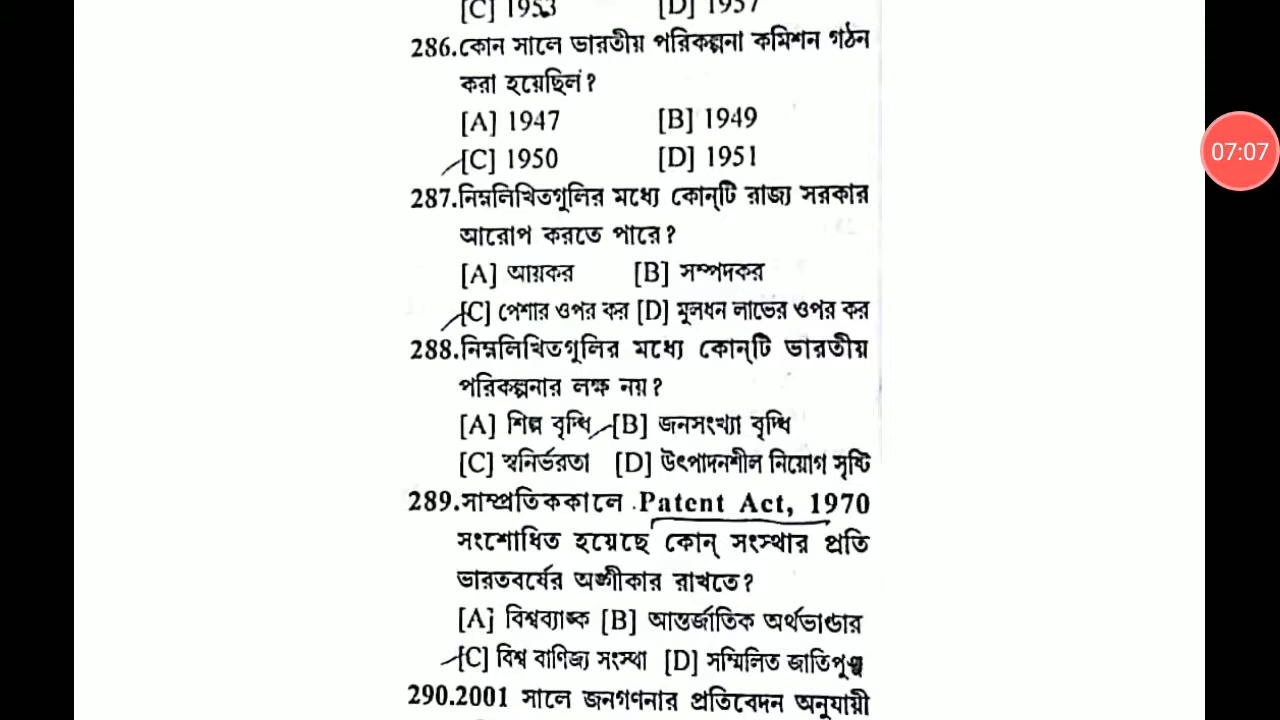 [C] 1953 [D] 1957
286.কোন সালে ভারতীয় পরিকল্পনা কমিশন গঠন
করা হয়েছিল?
[A] 1947 [B] 1949
[C] 1950 [D] 1951
287.নিম্নলিখিতগুলির মধ্যে কোন্‌টি রাজ্য সরকার
আরোপ করতে পারে?
[A] আয়কর [B] সম্পদকর
[C] পেশার ওপর কর [D] মূলধন লাভের ওপর কর
288.নিম্নলিখিতগুলির মধ্যে কোন্‌টি ভারতীয়
পরিকল্পনার লক্ষ নয়?
[A] শিল্প বৃদ্ধি [B] জনসংখ্যা বৃদ্ধি
[C] স্বনির্ভরতা [D] উৎপাদনশীল নিয়োগ সৃষ্টি
289.সাম্প্রতিককালে Patent Act, 1970
সংশোধিত হয়েছে কোন্ সংস্থার প্রতি
ভারতবর্ষের অঙ্গীকার রাখতে?
[A] বিশ্বব্যাঙ্ক [B] আন্তর্জাতিক অর্থভাণ্ডার
[C] বিশ্ব বাণিজ্য সংস্থা [D] সম্মিলিত জাতিপুঞ্জ
290.2001 সালে জনগণনার প্রতিবেদন অনুযায়ী
07:07